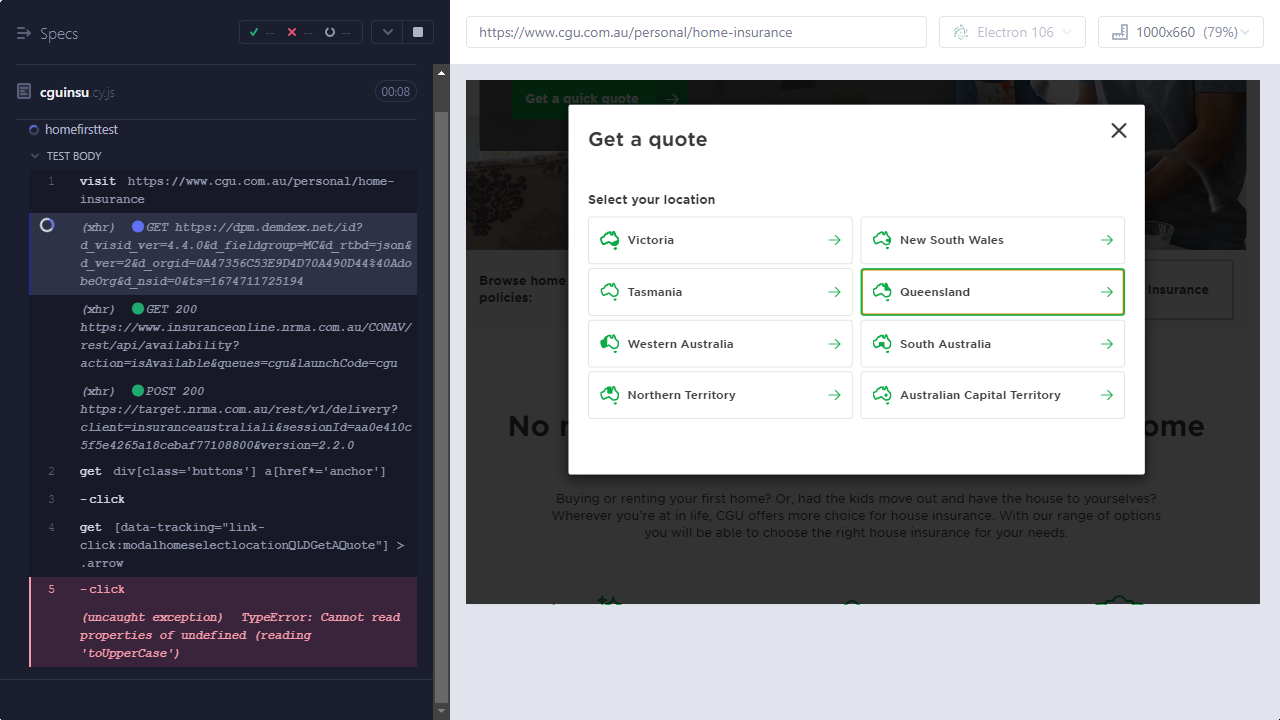 Specs
--
--
--
https://www.cgu.com.au/personal/home-insurance
Electron 106
1000x660 (79%)
cguinsu.cy.js
00:08
homefirsttest
TEST BODY
1 visit https://www.cgu.com.au/personal/home-
insurance
(xhr) GET https://dpm.demdex.net/id?
d_visid_ver=4.4.0&d_fieldgroup=MC&d_rtbd=json&
d_ver=2&d_orgid=0A47356C53E9D4D70A490D44%40Ado
beOrg&d_nsid=0&ts=1674711725194
(xhr) GET 200
https://www.insuranceonline.nrma.com.au/CONAV/
rest/api/availability?
action=isAvailable&queues=cgu&launchCode=cgu
(xhr) POST 200
https://target.nrma.com.au/rest/v1/delivery?
client=insuranceaustraliali&sessionId=aa0e410c
5f5e4265a18cebaf77108800&version=2.2.0
2 get div[class='buttons'] a[href*='anchor']
3 -click
4 get [data-tracking="link-
click:modalhomeselectlocationQLDGetAQuote"] >
.arrow
5 -click
(uncaught exception) TypeError: Cannot read
properties of undefined (reading
'toUpperCase')
Get a quick quote
Get a quote
Select your location
Victoria
New South Wales
Tasmania
Queensland
Western Australia
South Australia
Northern Territory
Australian Capital Territory
Browse home
policies:
Insurance
No
ome
Buying or renting your first home? Or, had the kids move out and have the house to yourselves?
Wherever you're at in life, CGU offers more choice for house insurance. With our range of options
you will be able to choose the right house insurance for your needs.